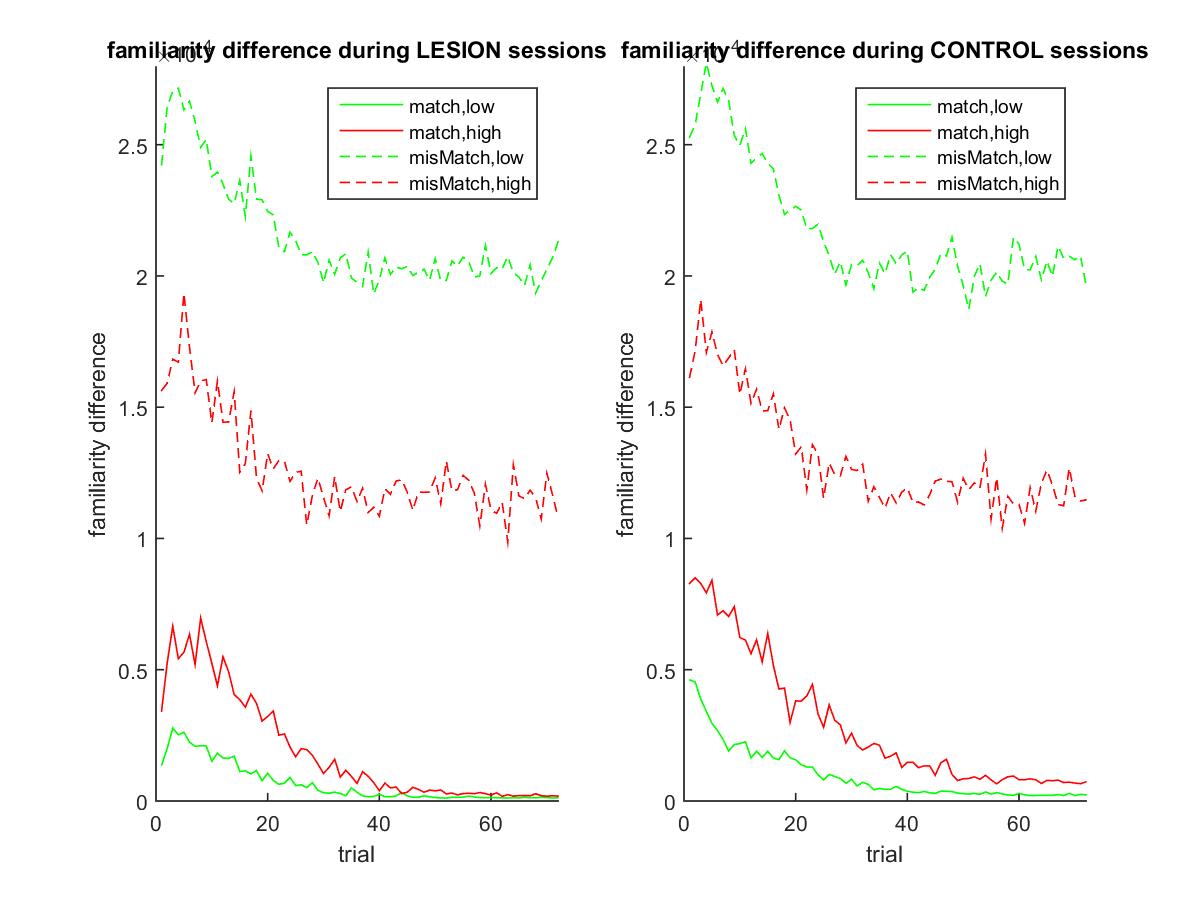 familiarity difference during LESION sessions
familiarity difference during CONTROL sessions
match,low
match,high
misMatch,low
misMatch,high
2.5
2
1.5
1
0.5
0
familiarity difference
0
20
40
60
trial
match,low
match,high
misMatch,low
misMatch,high
2.5
2
1.5
1
0.5
0
familiarity difference
0
20
40
60
trial